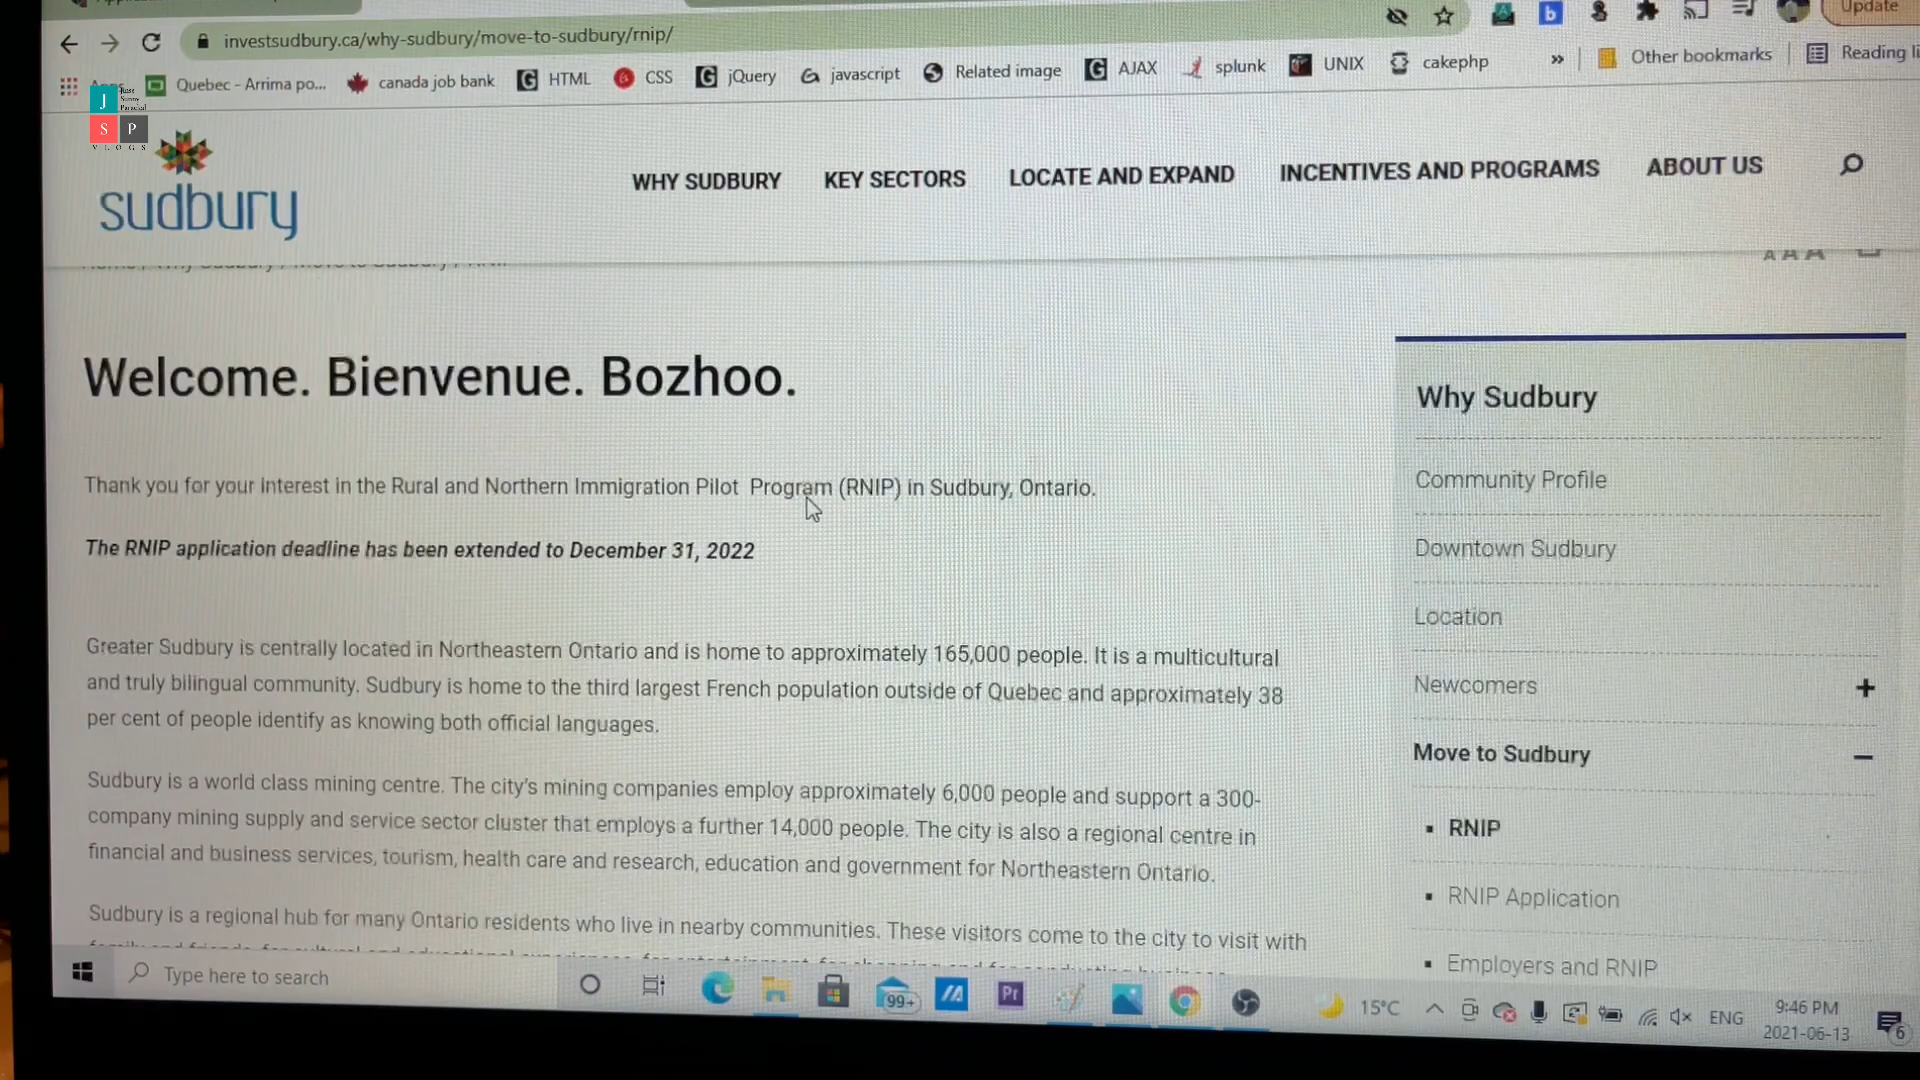 Update
investsudbury.ca/why-sudbury/move-to-sudbury/rnip/
Apps Quebec - Arrima po... canada job bank HTML CSS jQuery javascript Related image AJAX splunk UNIX cakephp » Other bookmarks Reading li
J
Jose
Sunny
Parackal
S P
VLOGS
sudbury
WHY SUDBURY KEY SECTORS LOCATE AND EXPAND INCENTIVES AND PROGRAMS ABOUT US
A A A
Welcome. Bienvenue. Bozhoo.
Thank you for your interest in the Rural and Northern Immigration Pilot Program (RNIP) in Sudbury, Ontario.
The RNIP application deadline has been extended to December 31, 2022
Greater Sudbury is centrally located in Northeastern Ontario and is home to approximately 165,000 people. It is a multicultural
and truly bilingual community. Sudbury is home to the third largest French population outside of Quebec and approximately 38
per cent of people identify as knowing both official languages.
Sudbury is a world class mining centre. The city's mining companies employ approximately 6,000 people and support a 300-
company mining supply and service sector cluster that employs a further 14,000 people. The city is also a regional centre in
financial and business services, tourism, health care and research, education and government for Northeastern Ontario.
Sudbury is a regional hub for many Ontario residents who live in nearby communities. These visitors come to the city to visit with
Why Sudbury
Community Profile
Downtown Sudbury
Location
Newcomers +
Move to Sudbury −
RNIP
RNIP Application
Employers and RNIP
Type here to search
99+
Pr
15°C
ENG
9:46 PM
2021-06-13
6